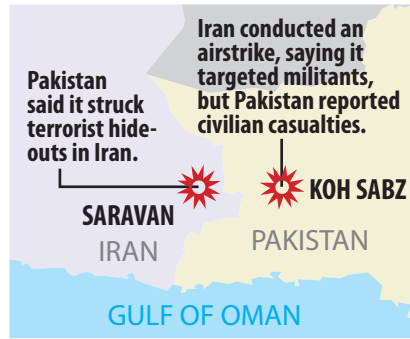 Iran conducted an
airstrike, saying it
targeted militants,
but Pakistan reported
civilian casualties.
Pakistan
said it struck
terrorist hide-
outs in Iran.
SARAVAN
KOH SABZ
IRAN
PAKISTAN
GULF OF OMAN